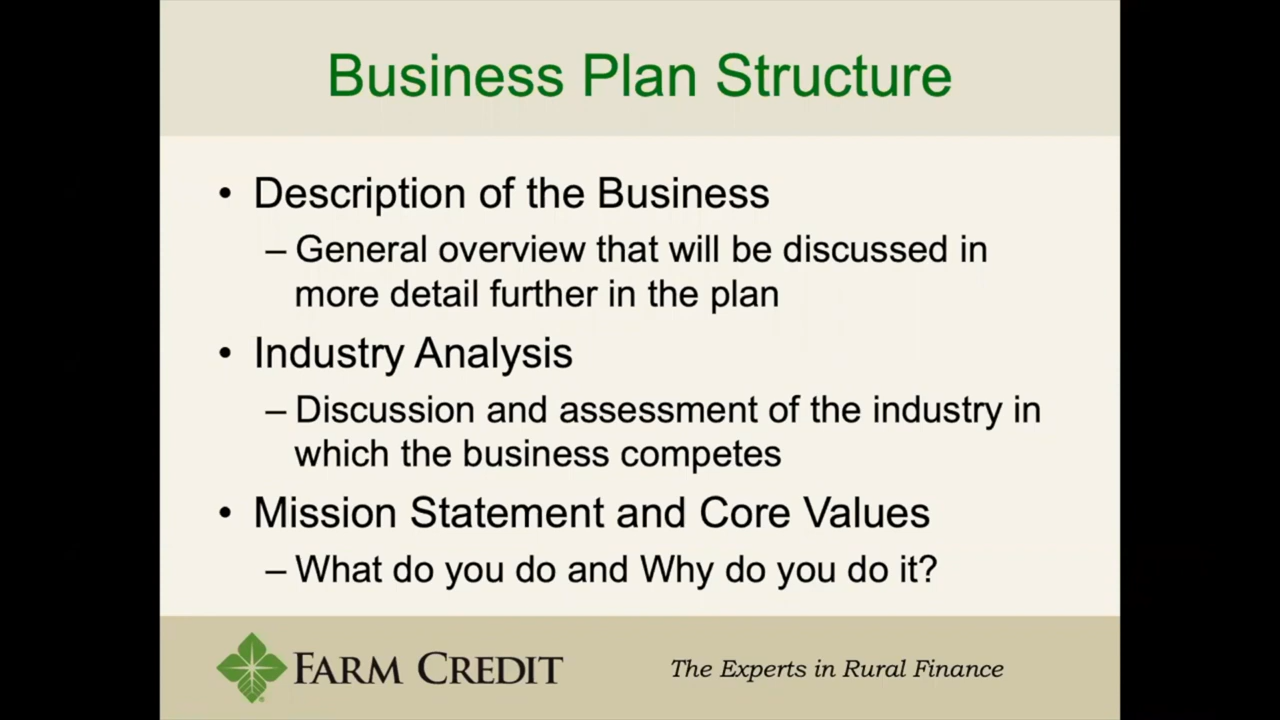 Business Plan Structure
• Description of the Business
– General overview that will be discussed in
more detail further in the plan
• Industry Analysis
– Discussion and assessment of the industry in
which the business competes
• Mission Statement and Core Values
– What do you do and Why do you do it?
FARM CREDIT
The Experts in Rural Finance